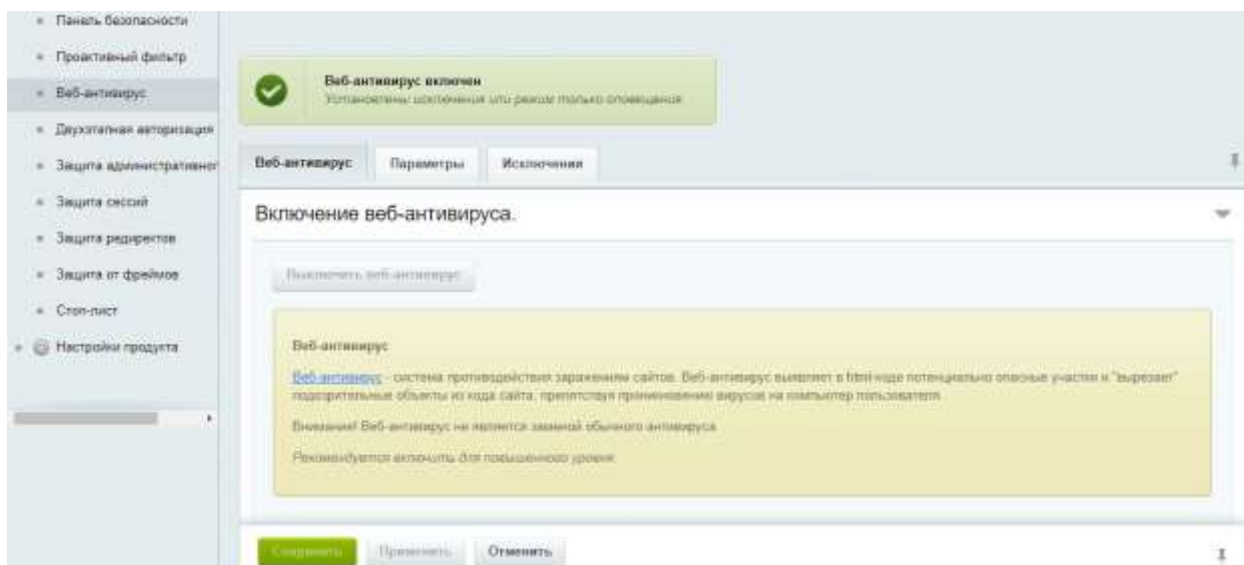 Панель безопасности
Проактивный фильтр
Веб-антивирус
Двухэтапная авторизация
Защита административног
Защита сессий
Защита редиректов
Защита от фреймов
Стоп-лист
Настройки продукта
Веб-антивирус включен
Установлены исключения или режим только оповещения
Веб-антивирус Параметры Исключения
Включение веб-антивируса.
Выключить веб-антивирус
Веб-антивирус
Веб-антивирус - система противодействия заражениям сайтов. Веб-антивирус выявляет в html-коде потенциально опасные участки и "вырезает"
подозрительные объекты из кода сайта, препятствуя проникновению вирусов на компьютер пользователя.
Внимание! Веб-антивирус не является заменой обычного антивируса.
Рекомендуется включить для повышенного уровня.
Сохранить Применить Отменить